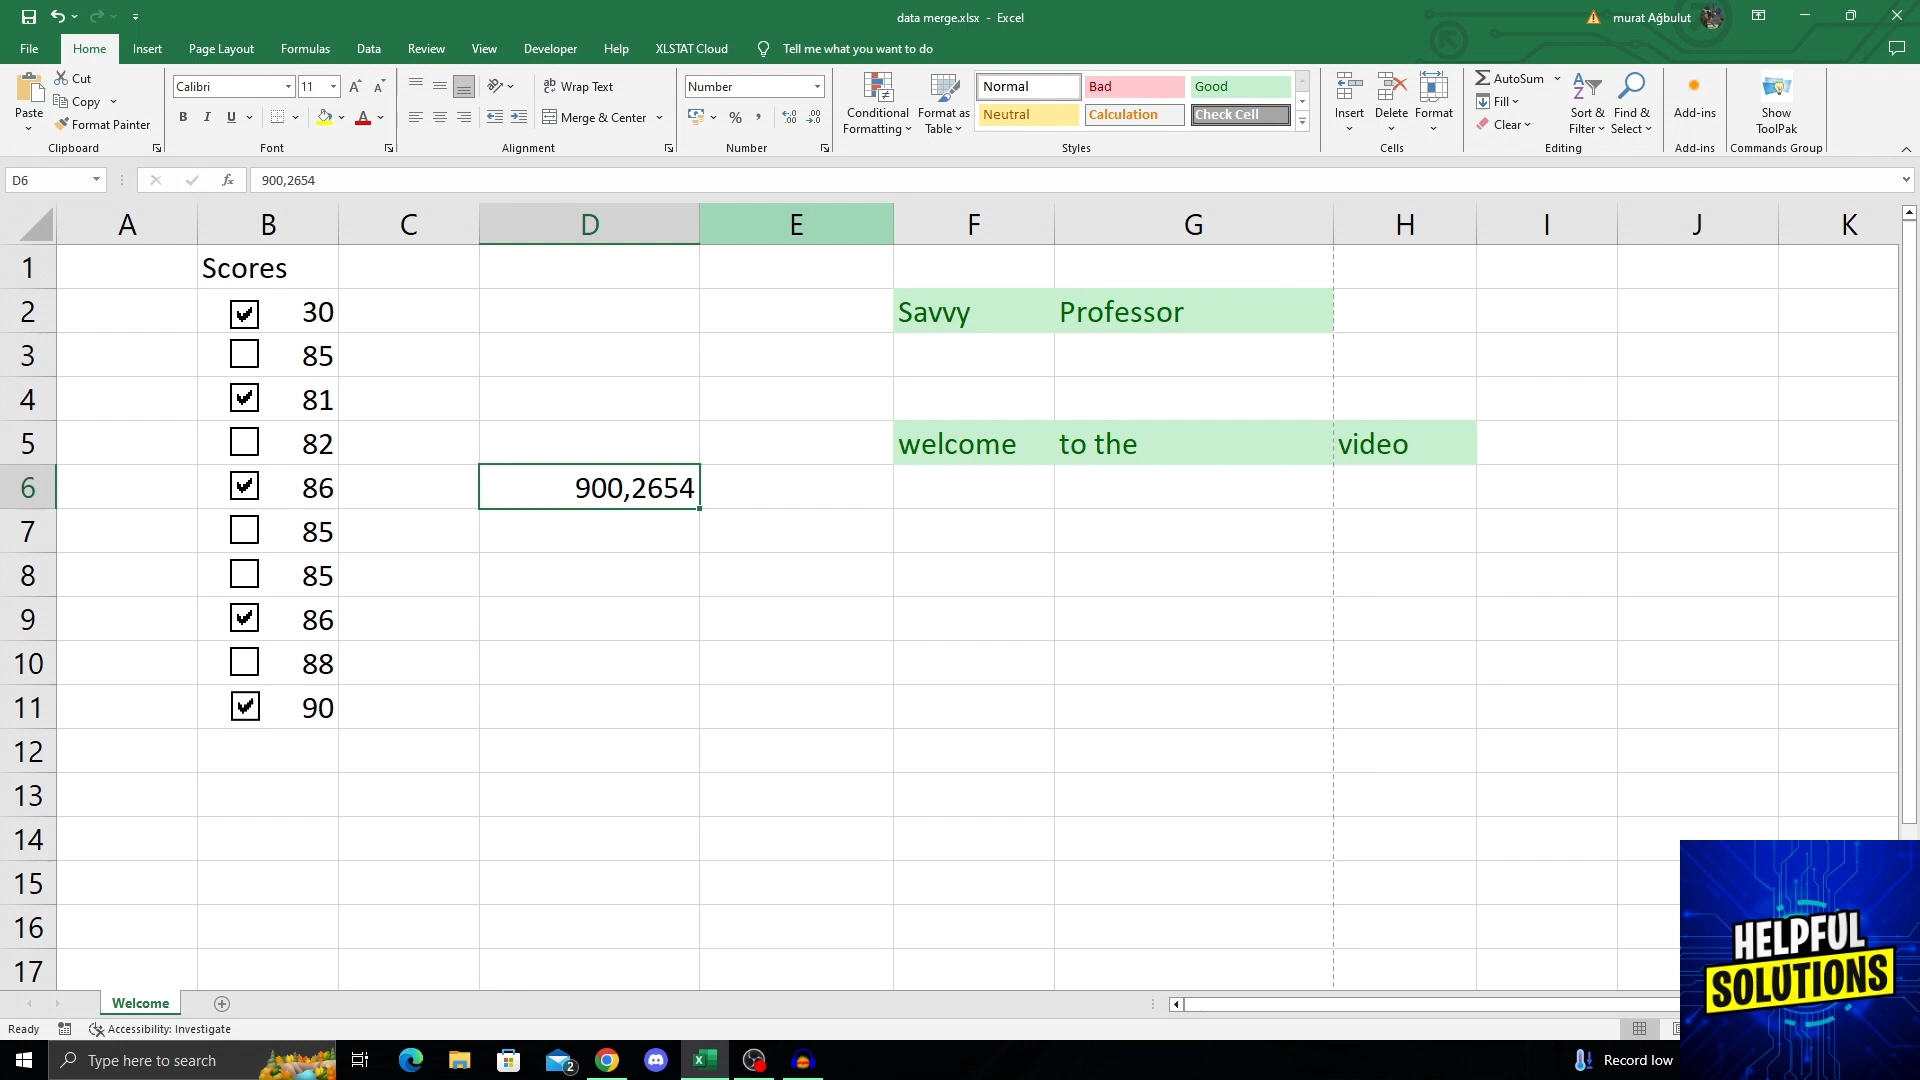 data merge.xlsx - Excel
murat Ağbulut
File Home Insert Page Layout Formulas Data Review View Developer Help XLSTAT Cloud Tell me what you want to do
Paste
Cut
Copy
Format Painter
Clipboard
Calibri 11
B I U
Font
Wrap Text
Merge & Center
Alignment
Number
%
Number
Conditional Formatting
Format as Table
Normal Bad Good
Neutral Calculation Check Cell
Styles
Insert Delete Format
Cells
AutoSum
Fill
Clear
Sort & Filter
Find & Select
Editing
Add-ins
Add-ins
Show ToolPak
Commands Group
D6 fx 900,2654
A B C D E F G H I J K
1 Scores
2 30 Savvy Professor
3 85
4 81
5 82 welcome to the video
6 86 900,2654
7 85
8 85
9 86
10 88
11 90
12
13
14
15
16
17
Welcome
Ready Accessibility: Investigate
HELPFUL
SOLUTIONS
Type here to search
2
Record low